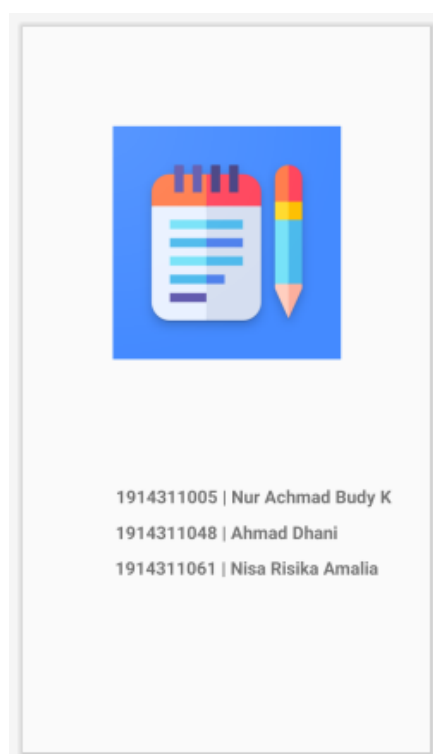 1914311005 | Nur Achmad Budy K
1914311048 | Ahmad Dhani
1914311061 | Nisa Risika Amalia